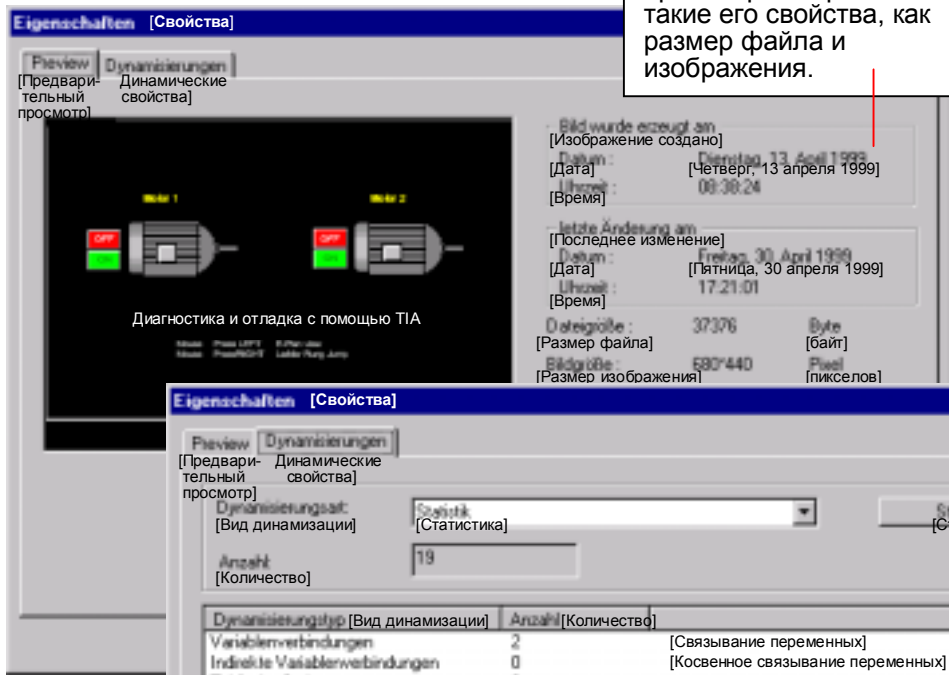 такие его свойства, как
размер файла и
изображения.
Eigenschaften [Свойства]
Preview Dynamisierungen
[Предвари- Динамические
тельный свойства]
просмотр]
Motor 1 Motor 2
OFF OFF
ON ON
Диагностика и отладка с помощью TIA
Bild wurde erzeugt am
[Изображение создано]
Datum : Dienstag, 13. April 1999
[Дата] [Четверг, 13 апреля 1999]
Uhrzeit : 08:38:24
[Время]
letzte Änderung am
[Последнее изменение]
Datum : Freitag, 30. April 1999
[Дата] [Пятница, 30 апреля 1999]
Uhrzeit : 17:21:01
[Время]
Dateigröße : 37376 Byte
[Размер файла] [байт]
Bildgröße : 680*440 Pixel
[Размер изображения] [пикселов]
Eigenschaften [Свойства]
Preview Dynamisierungen
[Предвари- Динамические
тельный свойства]
просмотр]
Dynamisierungsart: Statistik
[Вид динамизации] [Статистика]
Anzahl: 19
[Количество]
Dynamisierungstyp [Вид динамизации] Anzahl [Количество]
Variablenverbindungen 2 [Связывание переменных]
Indirekte Variablenverbindungen 0 [Косвенное связывание переменных]